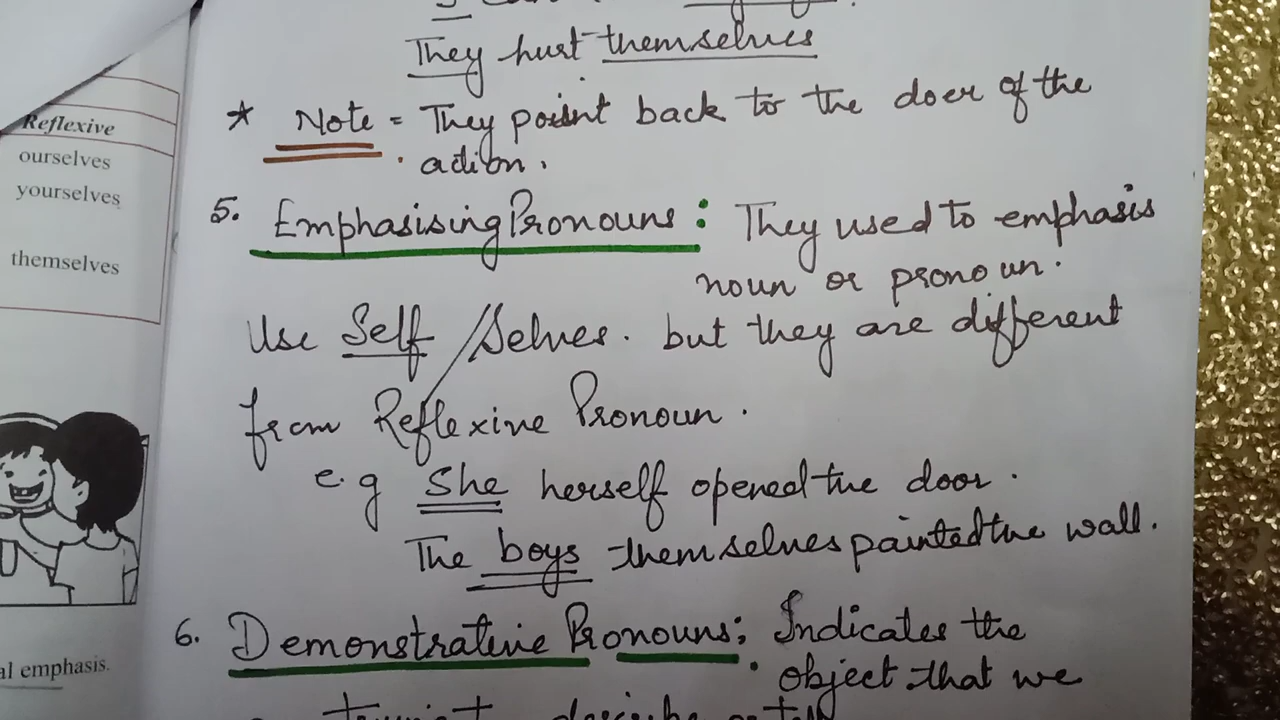 They hurt themselves
* Note = They point back to the doer of the
action.
5. Emphasising Pronouns : They used to emphasis
noun or pronoun.
Use Self / Selves. but they are different
from Reflexive Pronoun.
e.g She herself opened the door.
The boys themselves painted the wall.
6. Demonstrative Pronouns: Indicates the
object that we
describe
Reflexive
ourselves
yourselves
themselves
al emphasis.